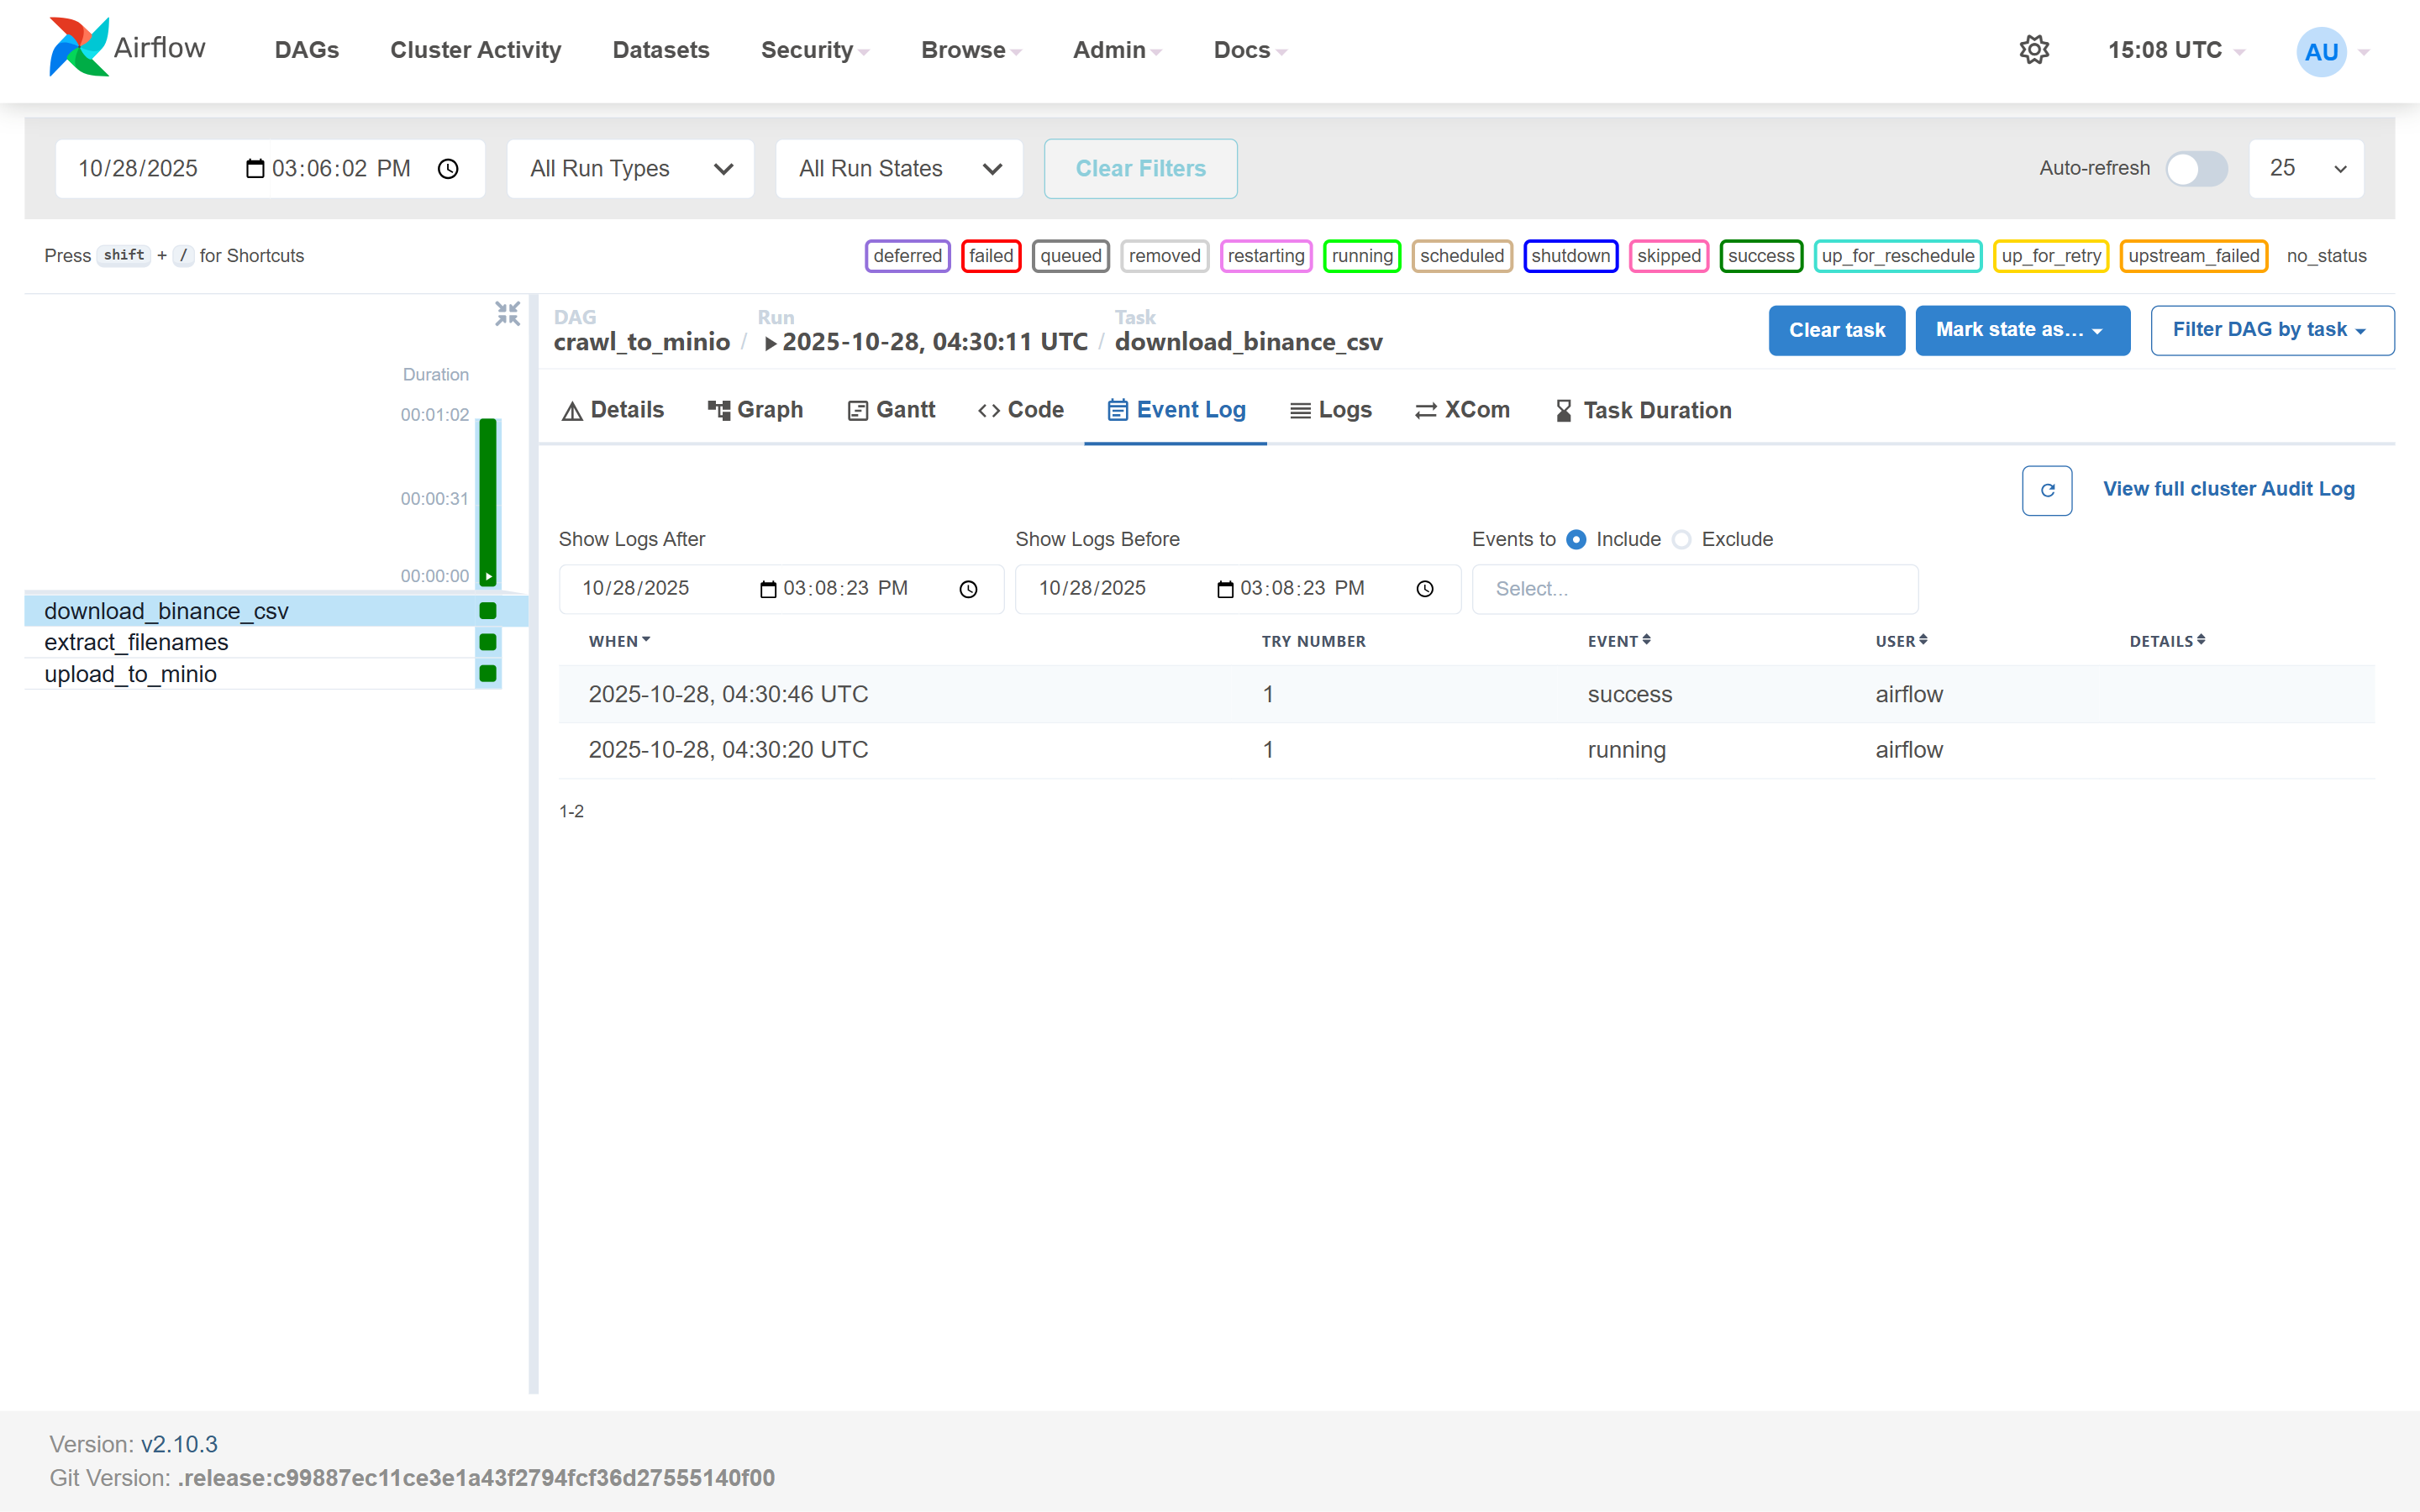 Airflow DAGs Cluster Activity Datasets Security Browse Admin Docs 15:08 UTC AU
10/28/2025 03:06:02 PM All Run Types All Run States Clear Filters Auto-refresh 25
Press shift + / for Shortcuts deferred failed queued removed restarting running scheduled shutdown skipped success up_for_reschedule up_for_retry upstream_failed no_status
DAG Run Task
crawl_to_minio / 2025-10-28, 04:30:11 UTC / download_binance_csv
Clear task Mark state as... Filter DAG by task
Duration
00:01:02
00:00:31
00:00:00
download_binance_csv
extract_filenames
upload_to_minio
Details Graph Gantt Code Event Log Logs XCom Task Duration
View full cluster Audit Log
Show Logs After Show Logs Before Events to Include Exclude
10/28/2025 03:08:23 PM 10/28/2025 03:08:23 PM Select...
WHEN TRY NUMBER EVENT USER DETAILS
2025-10-28, 04:30:46 UTC 1 success airflow
2025-10-28, 04:30:20 UTC 1 running airflow
1-2
Version: v2.10.3
Git Version: .release:c99887ec11ce3e1a43f2794fcf36d27555140f00